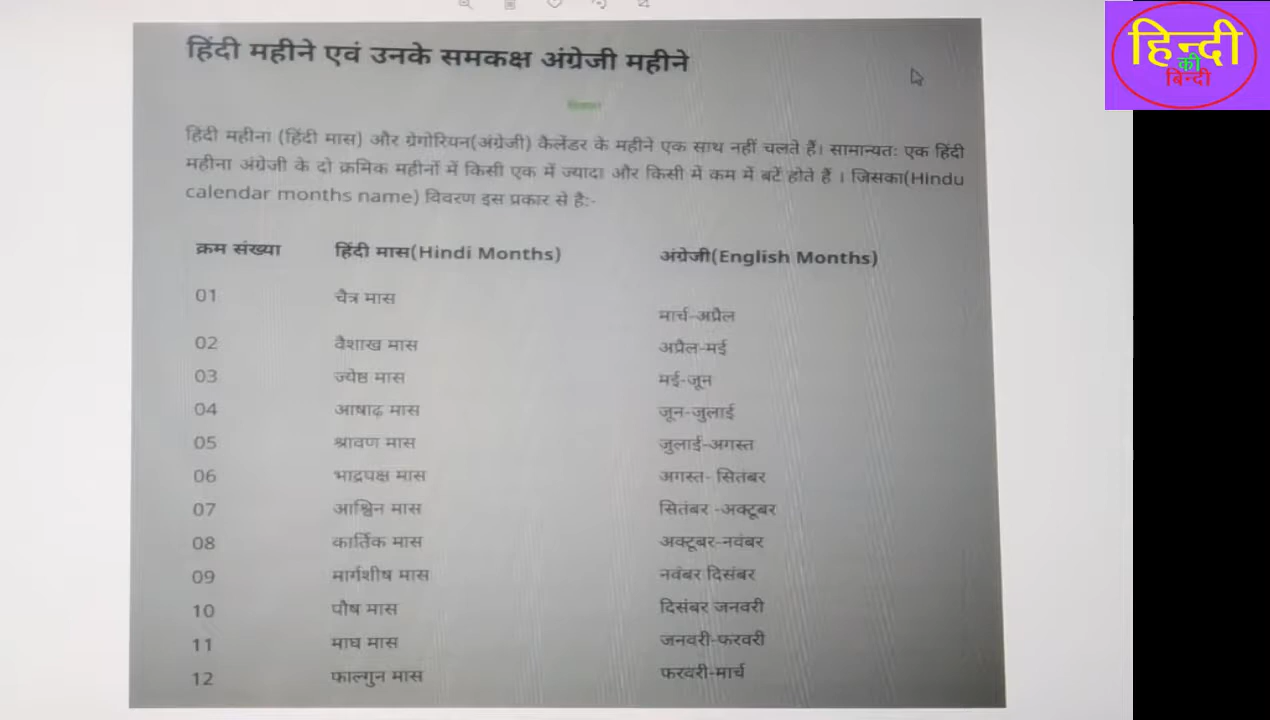 हिन्दी
की
बिन्दी
हिंदी महीने एवं उनके समकक्ष अंग्रेजी महीने
हिंदी महीना (हिंदी मास) और ग्रेगोरियन(अंग्रेजी) कैलेंडर के महीने एक साथ नहीं चलते हैं। सामान्यतः एक हिंदी
महीना अंग्रेजी के दो क्रमिक महीनों में किसी एक में ज्यादा और किसी में कम में बटें होते हैं । जिसका(Hindu
calendar months name) विवरण इस प्रकार से है:-
क्रम संख्या हिंदी मास(Hindi Months) अंग्रेजी(English Months)
01 चैत्र मास मार्च-अप्रैल
02 वैशाख मास अप्रैल-मई
03 ज्येष्ठ मास मई-जून
04 आषाढ़ मास जून-जुलाई
05 श्रावण मास जुलाई-अगस्त
06 भाद्रपक्ष मास अगस्त- सितंबर
07 आश्विन मास सितंबर -अक्टूबर
08 कार्तिक मास अक्टूबर-नवंबर
09 मार्गशीष मास नवंबर दिसंबर
10 पौष मास दिसंबर जनवरी
11 माघ मास जनवरी-फरवरी
12 फाल्गुन मास फरवरी-मार्च